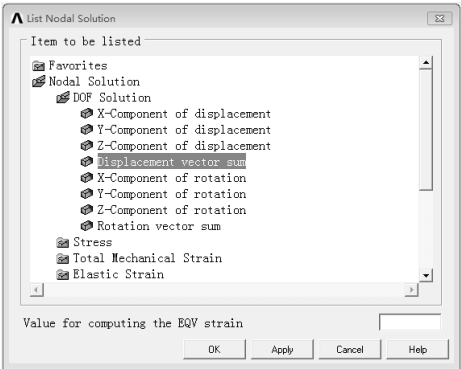 List Nodal Solution
Item to be listed
Favorites
Nodal Solution
DOF Solution
X-Component of displacement
Y-Component of displacement
Z-Component of displacement
Displacement vector sum
X-Component of rotation
Y-Component of rotation
Z-Component of rotation
Rotation vector sum
Stress
Total Mechanical Strain
Elastic Strain
Value for computing the EQV strain
OK Apply Cancel Help